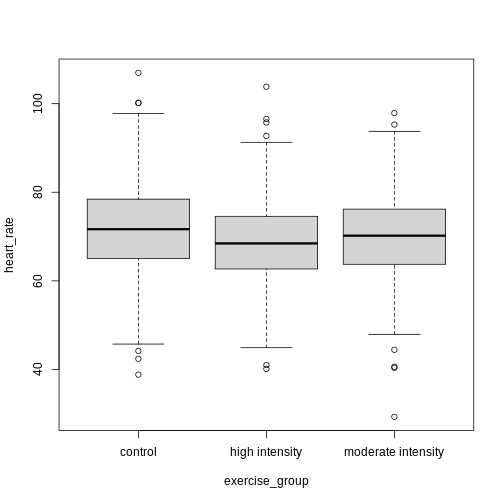 heart_rate
100
80
60
40
control high intensity moderate intensity
exercise_group